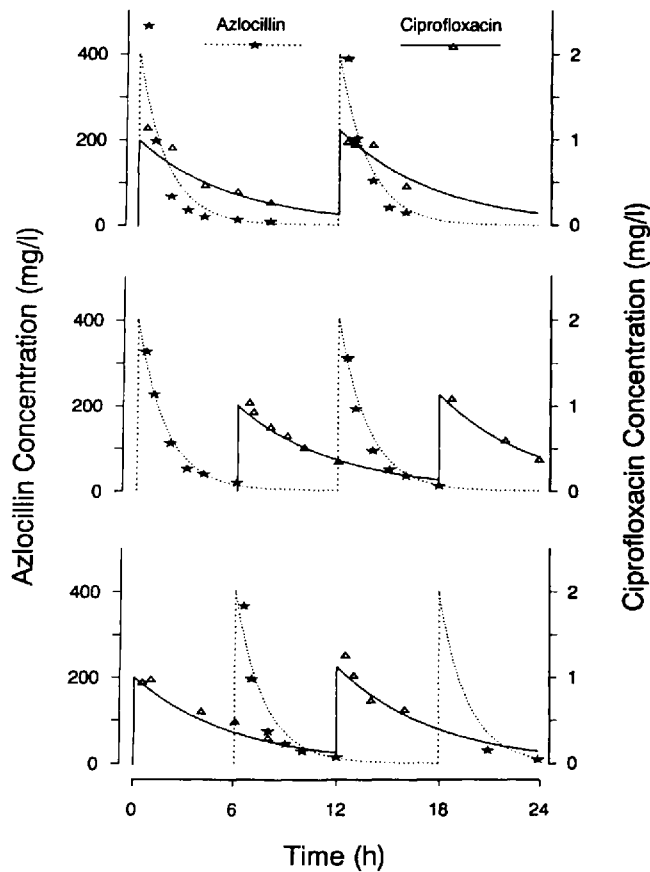 Azlocillin Ciprofloxacin
400 2
200 1
0 0
400 2
200 1
0 0
400 2
200 1
0 0
0 6 12 18 24
Time (h)
Azlocillin Concentration (mg/l)
Ciprofloxacin Concentration (mg/l)